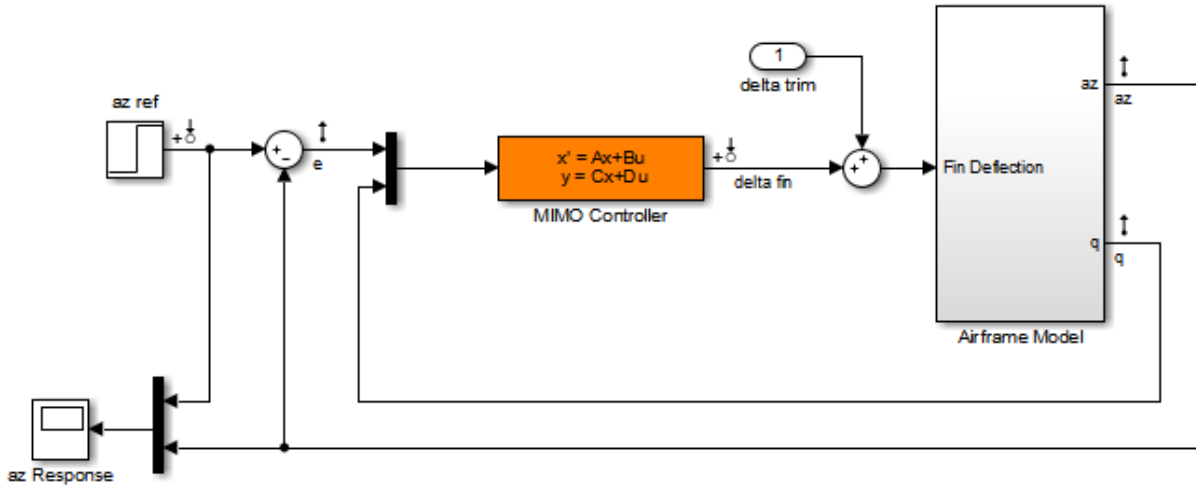 az ref
+
+
−
e
x' = Ax+Bu
y = Cx+Du
MIMO Controller
+
delta fin
1
delta trim
+
+
Fin Deflection
az
az
q
q
Airframe Model
az Response